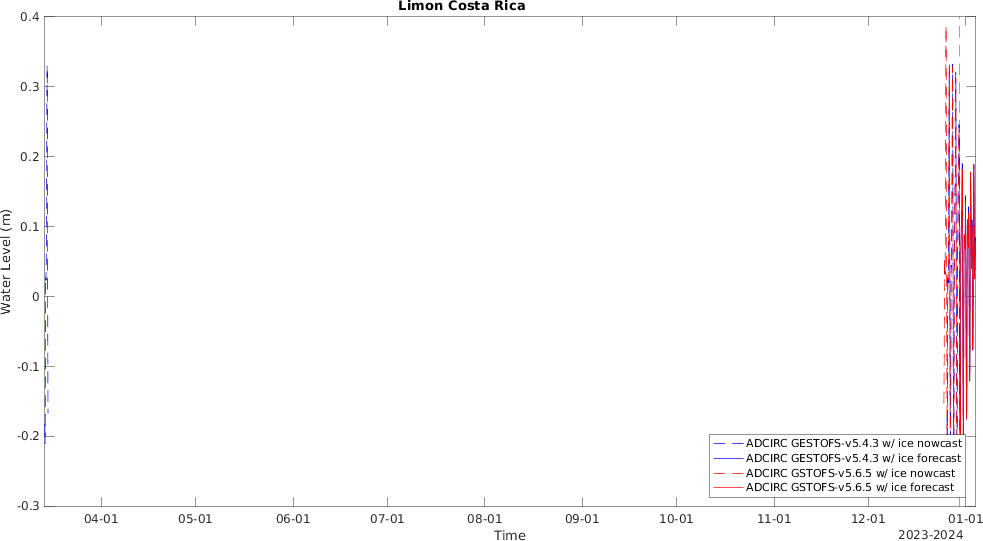 Limon Costa Rica
0.4
0.3
0.2
0.1
0
-0.1
-0.2
-0.3
Water Level (m)
ADCIRC GESTOFS-v5.4.3 w/ ice nowcast
ADCIRC GESTOFS-v5.4.3 w/ ice forecast
ADCIRC GSTOFS-v5.6.5 w/ ice nowcast
ADCIRC GSTOFS-v5.6.5 w/ ice forecast
04-01 05-01 06-01 07-01 08-01 09-01 10-01 11-01 12-01 01-01
Time
2023-2024